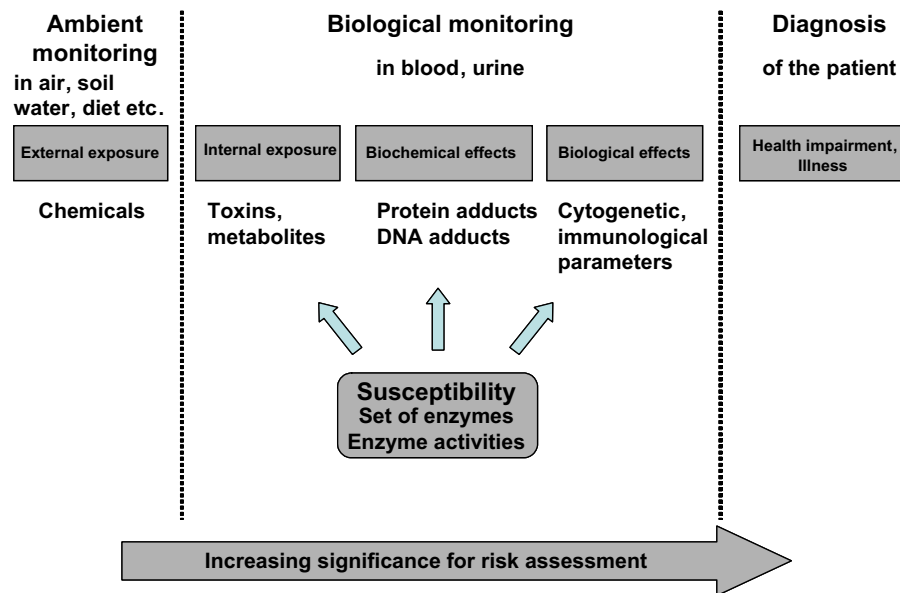 Ambient
monitoring
in air, soil
water, diet etc.
Biological monitoring
in blood, urine
Diagnosis
of the patient
External exposure
Internal exposure
Biochemical effects
Biological effects
Health impairment,
Illness
Chemicals
Toxins,
metabolites
Protein adducts
DNA adducts
Cytogenetic,
immunological
parameters
Susceptibility
Set of enzymes
Enzyme activities
Increasing significance for risk assessment